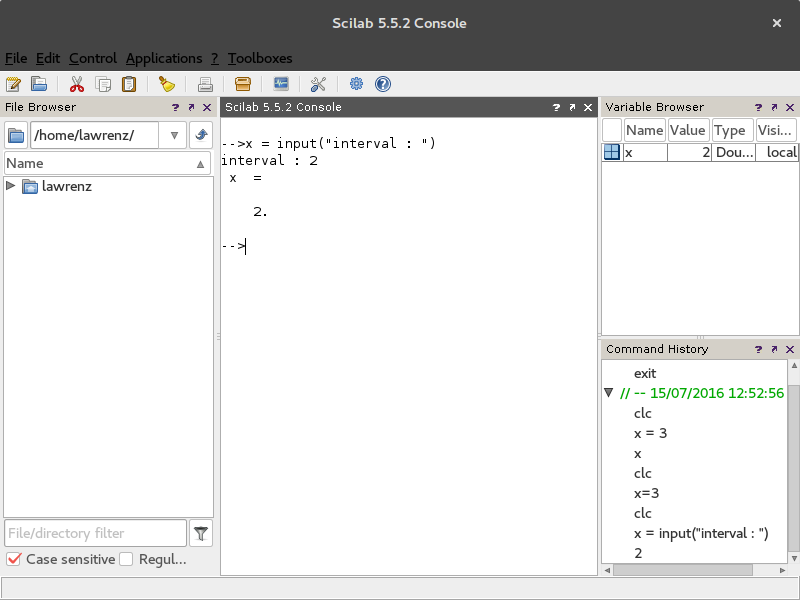 Scilab 5.5.2 Console
File Edit Control Applications ? Toolboxes
File Browser
/home/lawrenz/
Name
lawrenz
File/directory filter
Case sensitive Regul...
Scilab 5.5.2 Console
-->x = input("interval : ")
interval : 2
x =
2.
-->
Variable Browser
Name Value Type Visi...
x 2 Dou... local
Command History
exit
// -- 15/07/2016 12:52:56
clc
x = 3
x
clc
x=3
clc
x = input("interval : ")
2